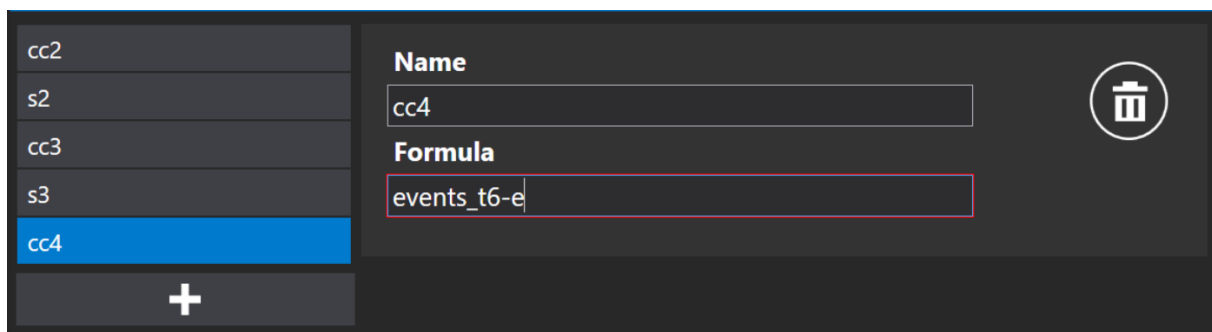 cc2
s2
cc3
s3
cc4
Name
cc4
Formula
events_t6-e